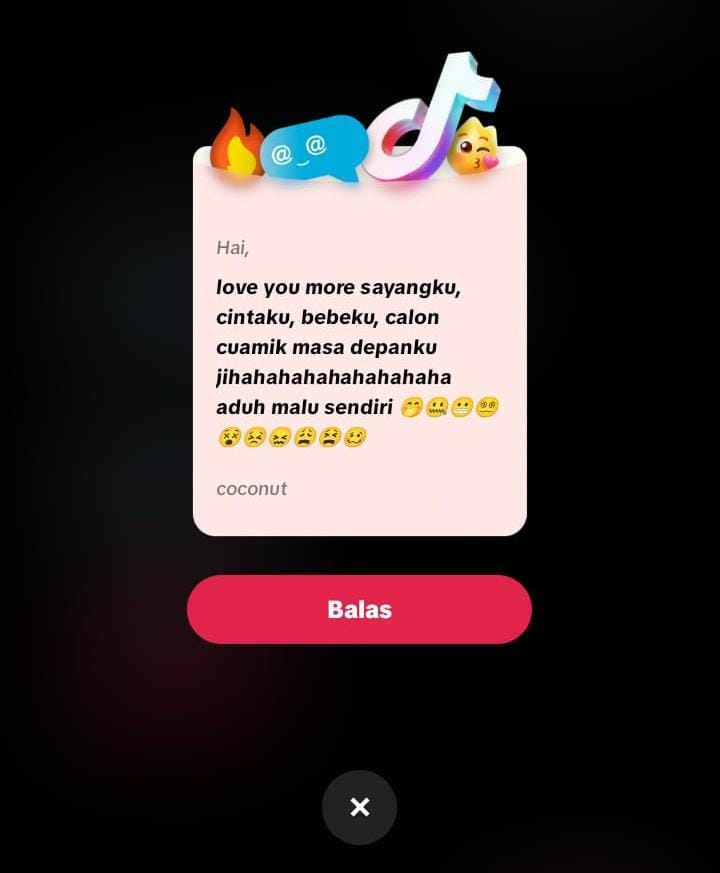 Hai,
love you more sayangku,
cintaku, bebeku, calon
cuamik masa depanku
jihahahahahahahahaha
aduh malu sendiri 🤭🤐😬😵‍💫
😵😣😖😩😫🥴
coconut
Balas